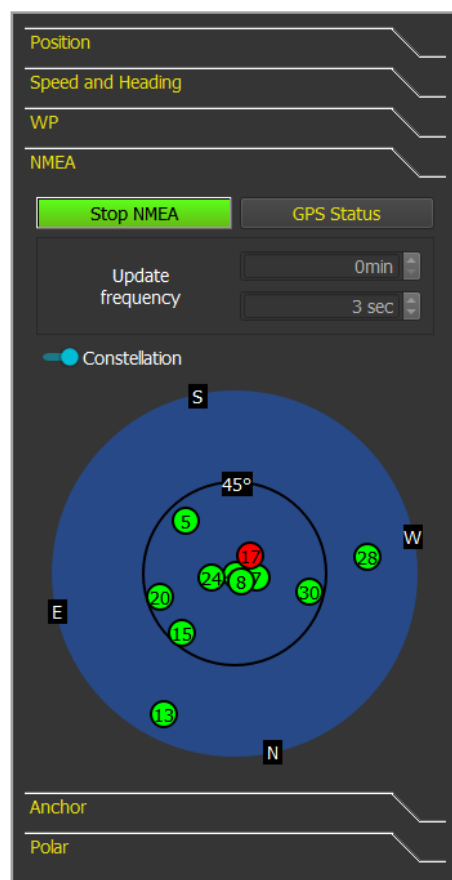 Position
Speed and Heading
WP
NMEA
Stop NMEA
GPS Status
Update
frequency
0min
3 sec
Constellation
S
45°
5
17
W
28
24
8
7
20
30
E
15
13
N
Anchor
Polar